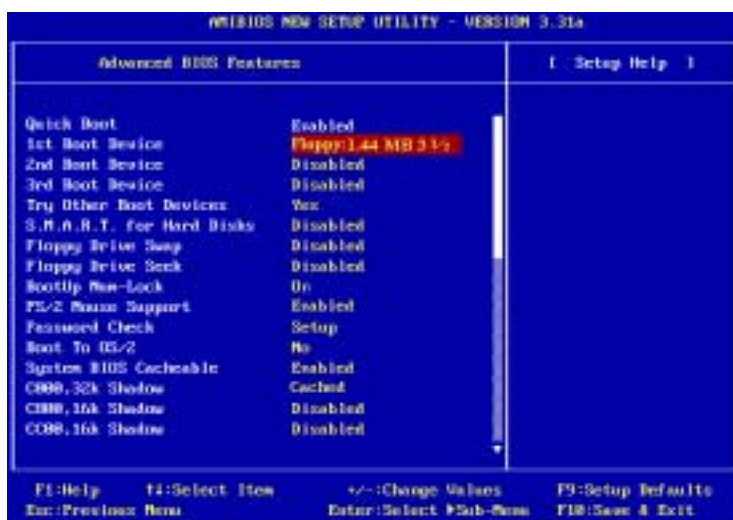 AMIBIOS NEW SETUP UTILITY - VERSION 3.31a
Advanced BIOS Features
[ Setup Help ]
Quick Boot Enabled
1st Boot Device Floppy:1.44 MB 3 1/2
2nd Boot Device Disabled
3rd Boot Device Disabled
Try Other Boot Devices Yes
S.M.A.R.T. for Hard Disks Disabled
Floppy Drive Swap Disabled
Floppy Drive Seek Disabled
BootUp Num-Lock On
PS/2 Mouse Support Enabled
Password Check Setup
Boot To OS/2 No
System BIOS Cacheable Enabled
C000,32k Shadow Cached
C800,16k Shadow Disabled
CC00,16k Shadow Disabled
F1:Help ↑↓:Select Item +/-:Change Values F9:Setup Defaults
Esc:Previous Menu Enter:Select ►Sub-Menu F10:Save & Exit